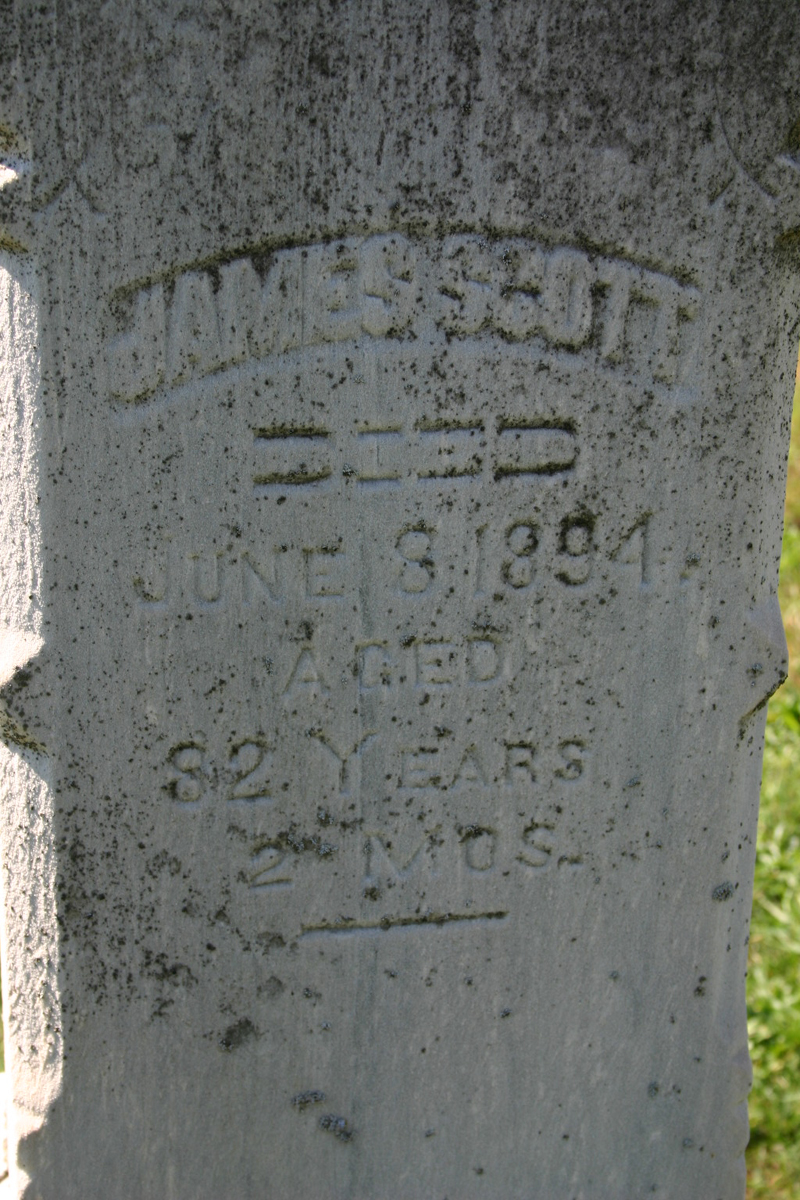 JAMES SCOTT
DIED
JUNE 8, 1894.
AGED
82 YEARS
2 MOS.